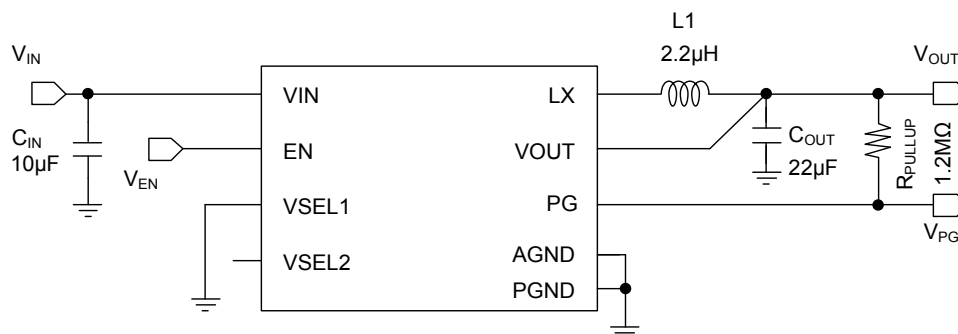 L1
2.2µH
VIN
VOUT
VIN
LX
CIN
10µF
EN
VOUT
COUT
22µF
RPULLUP
1.2MΩ
VEN
VSEL1
PG
VPG
VSEL2
AGND
PGND